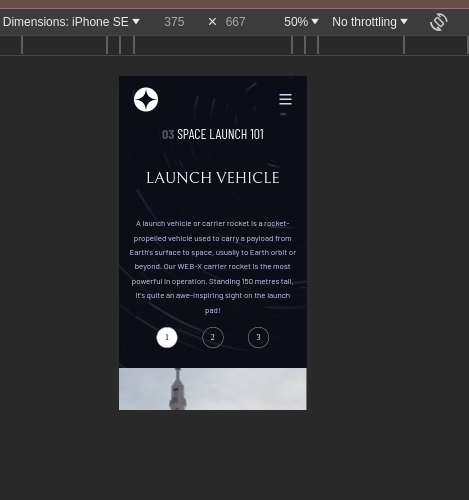 Dimensions: iPhone SE 375 × 667 50% No throttling
03 SPACE LAUNCH 101
LAUNCH VEHICLE
A launch vehicle or carrier rocket is a rocket-
propelled vehicle used to carry a payload from
Earth's surface to space, usually to Earth orbit or
beyond. Our WEB-X carrier rocket is the most
powerful in operation. Standing 150 metres tall,
it's quite an awe-inspiring sight on the launch
pad!
1 2 3